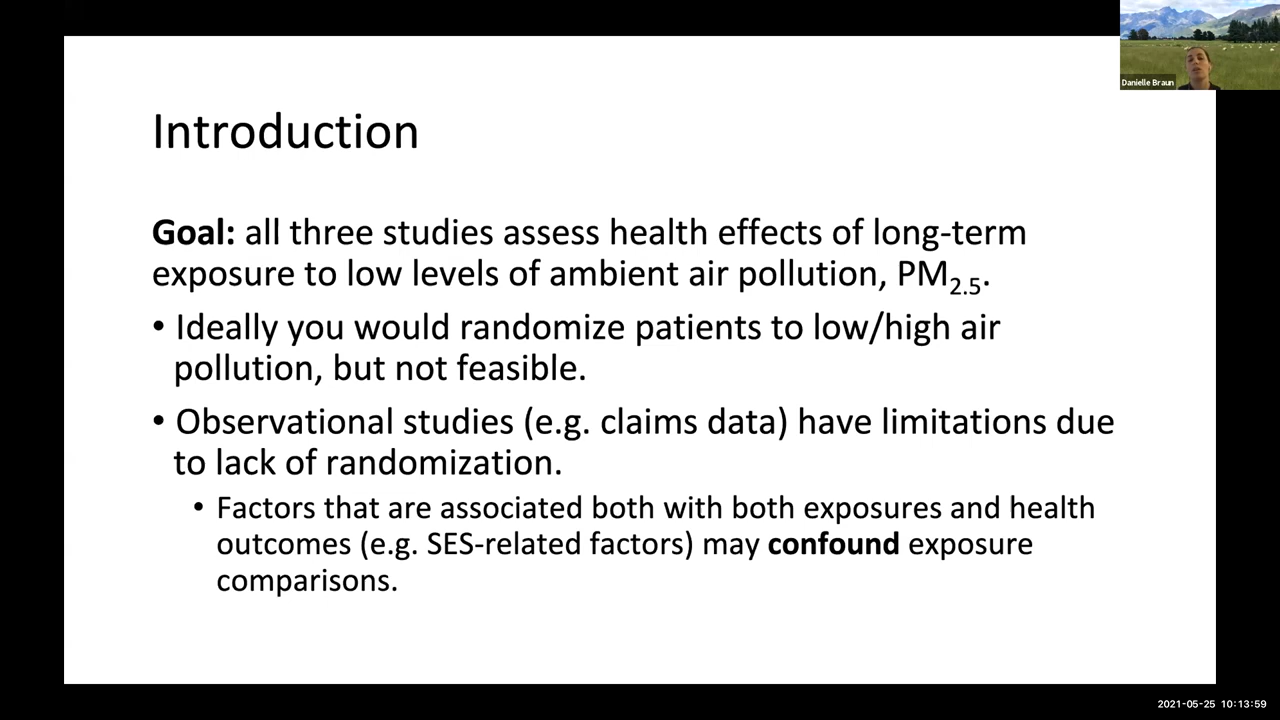 Danielle Braun
Introduction
Goal: all three studies assess health effects of long-term
exposure to low levels of ambient air pollution, PM2.5.
• Ideally you would randomize patients to low/high air
pollution, but not feasible.
• Observational studies (e.g. claims data) have limitations due
to lack of randomization.
• Factors that are associated both with both exposures and health
outcomes (e.g. SES-related factors) may confound exposure
comparisons.
2021-05-25 10:13:59